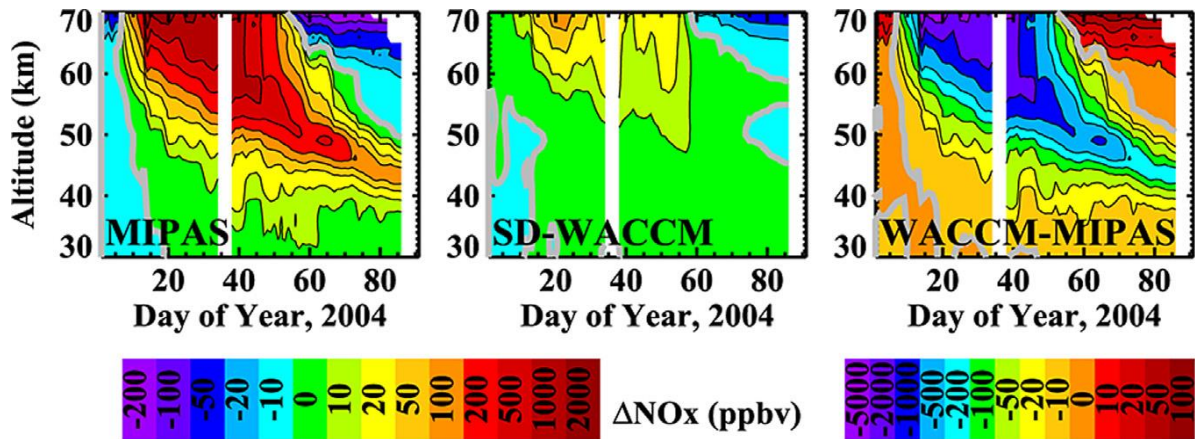 70 60 50 40 30
Altitude (km)
MIPAS
20 40 60 80
Day of Year, 2004
70 60 50 40 30
SD-WACCM
20 40 60 80
Day of Year, 2004
70 60 50 40 30
WACCM-MIPAS
20 40 60 80
Day of Year, 2004
-200 -100 -50 -20 -10 0 10 20 50 100 200 500 1000 2000
ΔNOx (ppbv)
-5000 -2000 -1000 -500 -200 -100 -50 -20 -10 0 10 20 50 100